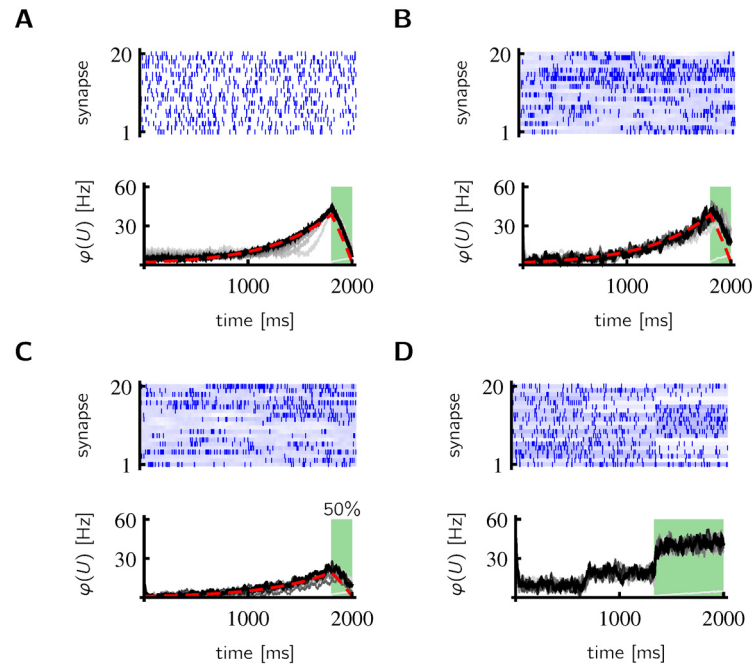 A
20
synapse
1
60
30
φ(U) [Hz]
1000
2000
time [ms]
B
20
synapse
1
60
30
φ(U) [Hz]
1000
2000
time [ms]
C
20
synapse
1
50%
60
30
φ(U) [Hz]
1000
2000
time [ms]
D
20
synapse
1
60
30
φ(U) [Hz]
1000
2000
time [ms]